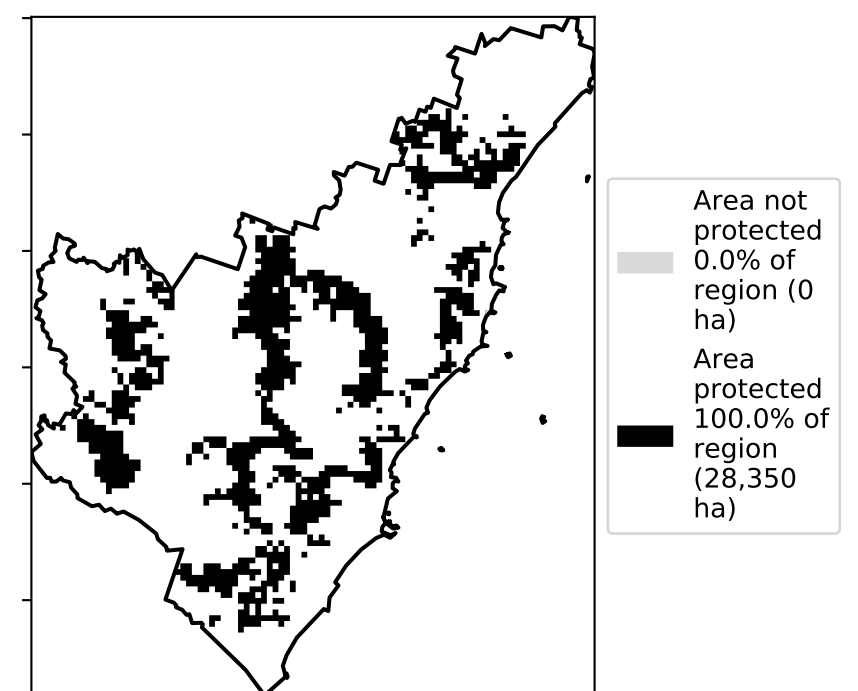 Area not
protected
0.0% of
region (0
ha)
Area
protected
100.0% of
region
(28,350
ha)